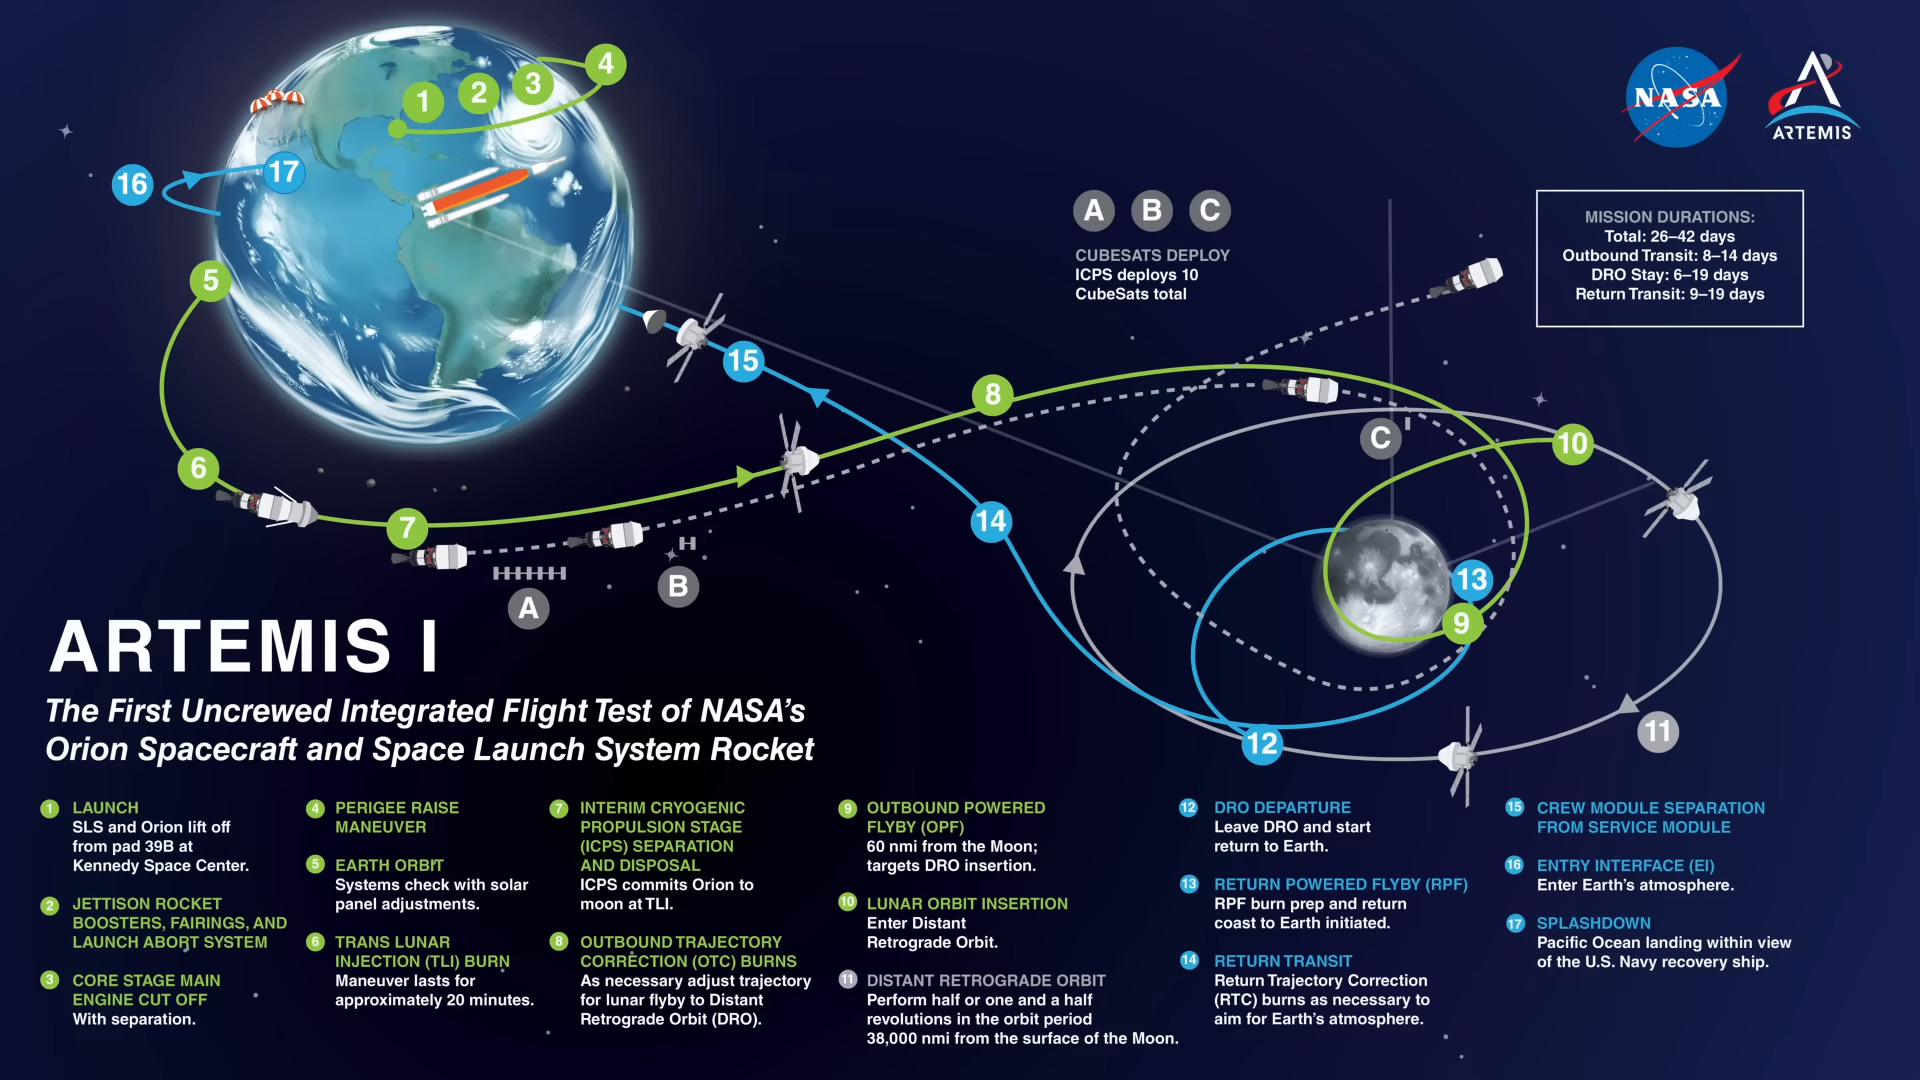 1
2
3
4
NASA
ARTEMIS
16
17
5
A B C
CUBESATS DEPLOY
ICPS deploys 10
CubeSats total
MISSION DURATIONS:
Total: 26–42 days
Outbound Transit: 8–14 days
DRO Stay: 6–19 days
Return Transit: 9–19 days
15
8
C
10
6
7
14
A
B
13
9
11
12
ARTEMIS I
The First Uncrewed Integrated Flight Test of NASA’s
Orion Spacecraft and Space Launch System Rocket
1 LAUNCH
SLS and Orion lift off
from pad 39B at
Kennedy Space Center.
2 JETTISON ROCKET
BOOSTERS, FAIRINGS, AND
LAUNCH ABORT SYSTEM
3 CORE STAGE MAIN
ENGINE CUT OFF
With separation.
4 PERIGEE RAISE
MANEUVER
5 EARTH ORBIT
Systems check with solar
panel adjustments.
6 TRANS LUNAR
INJECTION (TLI) BURN
Maneuver lasts for
approximately 20 minutes.
7 INTERIM CRYOGENIC
PROPULSION STAGE
(ICPS) SEPARATION
AND DISPOSAL
ICPS commits Orion to
moon at TLI.
8 OUTBOUND TRAJECTORY
CORRECTION (OTC) BURNS
As necessary adjust trajectory
for lunar flyby to Distant
Retrograde Orbit (DRO).
9 OUTBOUND POWERED
FLYBY (OPF)
60 nmi from the Moon;
targets DRO insertion.
10 LUNAR ORBIT INSERTION
Enter Distant
Retrograde Orbit.
11 DISTANT RETROGRADE ORBIT
Perform half or one and a half
revolutions in the orbit period
38,000 nmi from the surface of the Moon.
12 DRO DEPARTURE
Leave DRO and start
return to Earth.
13 RETURN POWERED FLYBY (RPF)
RPF burn prep and return
coast to Earth initiated.
14 RETURN TRANSIT
Return Trajectory Correction
(RTC) burns as necessary to
aim for Earth’s atmosphere.
15 CREW MODULE SEPARATION
FROM SERVICE MODULE
16 ENTRY INTERFACE (EI)
Enter Earth’s atmosphere.
17 SPLASHDOWN
Pacific Ocean landing within view
of the U.S. Navy recovery ship.